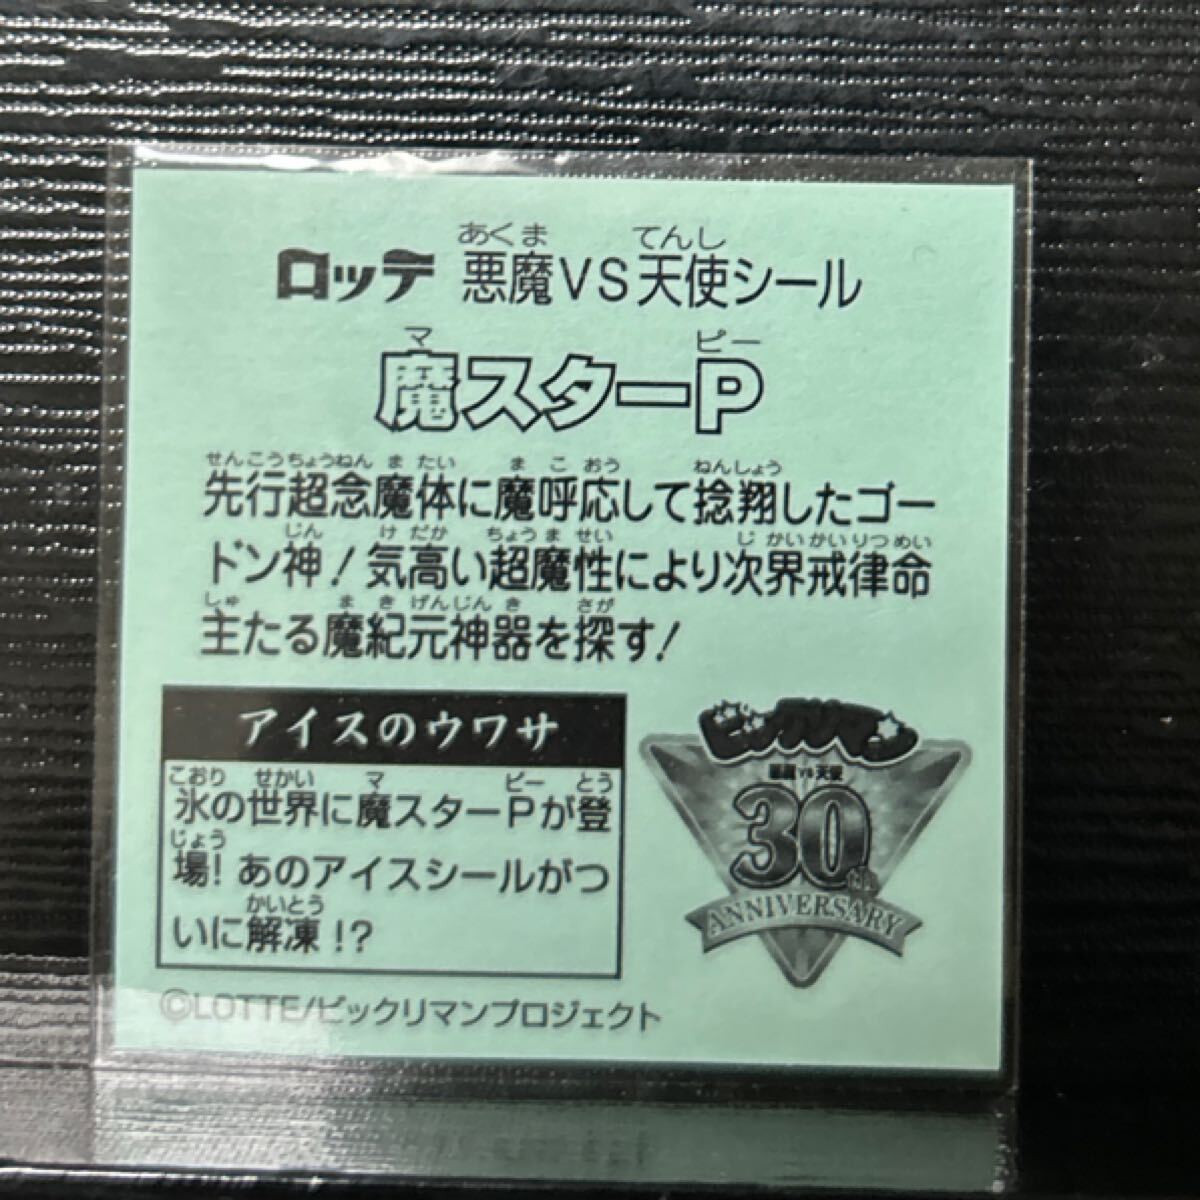 あくま てんし
ロッテ 悪魔VS天使シール
マ ピー
魔スターP
せんこうちょうねん ま たい ま こ おう ねんしょう
先行超念魔体に魔呼応して捻翔したゴー
じん け だか ちょう ま せい じ かいかいりつめい
ドン神!気高い超魔性により次界戒律命
しゅ ま き げんじん き さが
主たる魔紀元神器を探す!
アイスのウワサ
こおり せかい マ ピー とう
氷の世界に魔スターPが登
じょう
場!あのアイスシールがつ
かいとう
いに解凍!?
ビックリマン
悪魔VS天使
30th
ANNIVERSARY
©LOTTE/ビックリマンプロジェクト